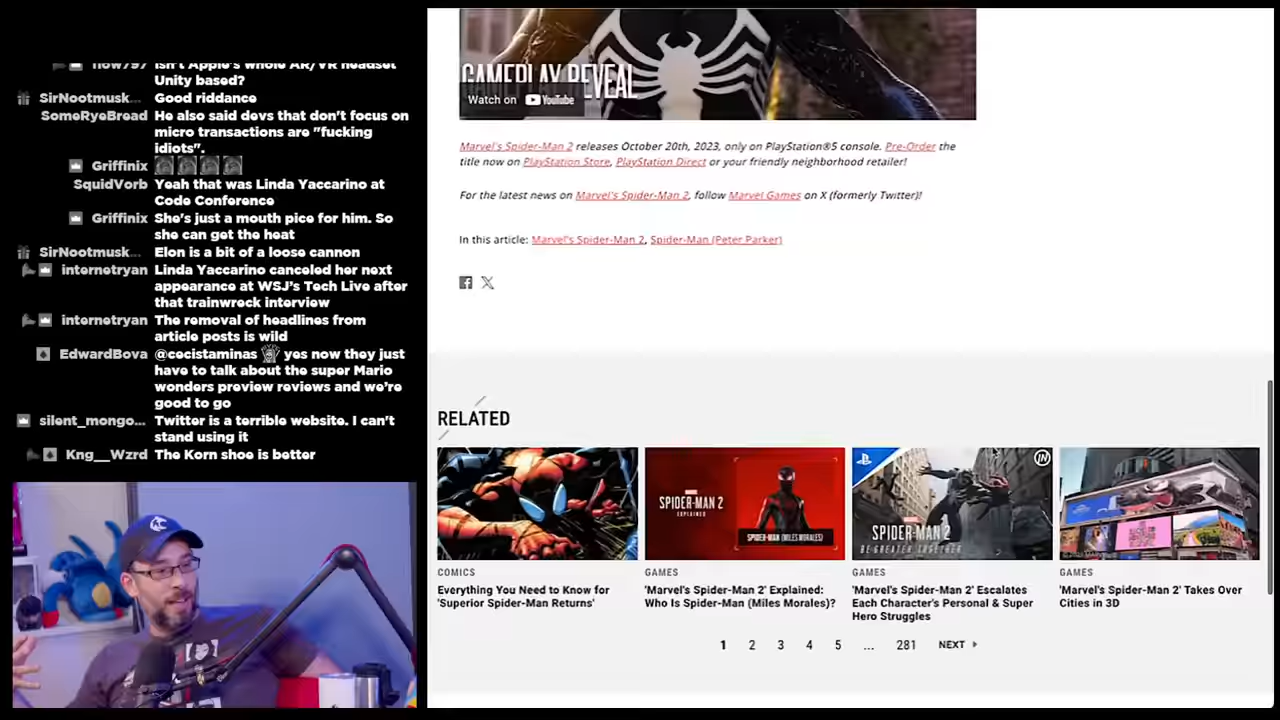 now797 isn't Apple's whole AR/VR headset
Unity based?
SirNootmusk... Good riddance
SomeRyeBread He also said devs that don't focus on
micro transactions are "fucking
idiots".
Griffinix
SquidVorb Yeah that was Linda Yaccarino at
Code Conference
Griffinix She's just a mouth pice for him. So
she can get the heat
SirNootmusk... Elon is a bit of a loose cannon
internetryan Linda Yaccarino canceled her next
appearance at WSJ's Tech Live after
that trainwreck interview
internetryan The removal of headlines from
article posts is wild
EdwardBova @cecistaminas yes now they just
have to talk about the super Mario
wonders preview reviews and we're
good to go
silent_mongo... Twitter is a terrible website. I can't
stand using it
Kng__Wzrd The Korn shoe is better
GAMEPLAY REVEAL
Watch on YouTube
Marvel's Spider-Man 2 releases October 20th, 2023, only on PlayStation®5 console. Pre-Order the
title now on PlayStation Store, PlayStation Direct or your friendly neighborhood retailer!
For the latest news on Marvel's Spider-Man 2, follow Marvel Games on X (formerly Twitter)!
In this article: Marvel's Spider-Man 2, Spider-Man (Peter Parker)
RELATED
MARVEL
SPIDER-MAN 2
EXPLAINED
SPIDER-MAN (MILES MORALES)
SPIDER-MAN 2
BE GREATER TOGETHER
COMICS
Everything You Need to Know for
'Superior Spider-Man Returns'
GAMES
'Marvel's Spider-Man 2' Explained:
Who Is Spider-Man (Miles Morales)?
GAMES
'Marvel's Spider-Man 2' Escalates
Each Character's Personal & Super
Hero Struggles
GAMES
'Marvel's Spider-Man 2' Takes Over
Cities in 3D
1 2 3 4 5 ... 281 NEXT